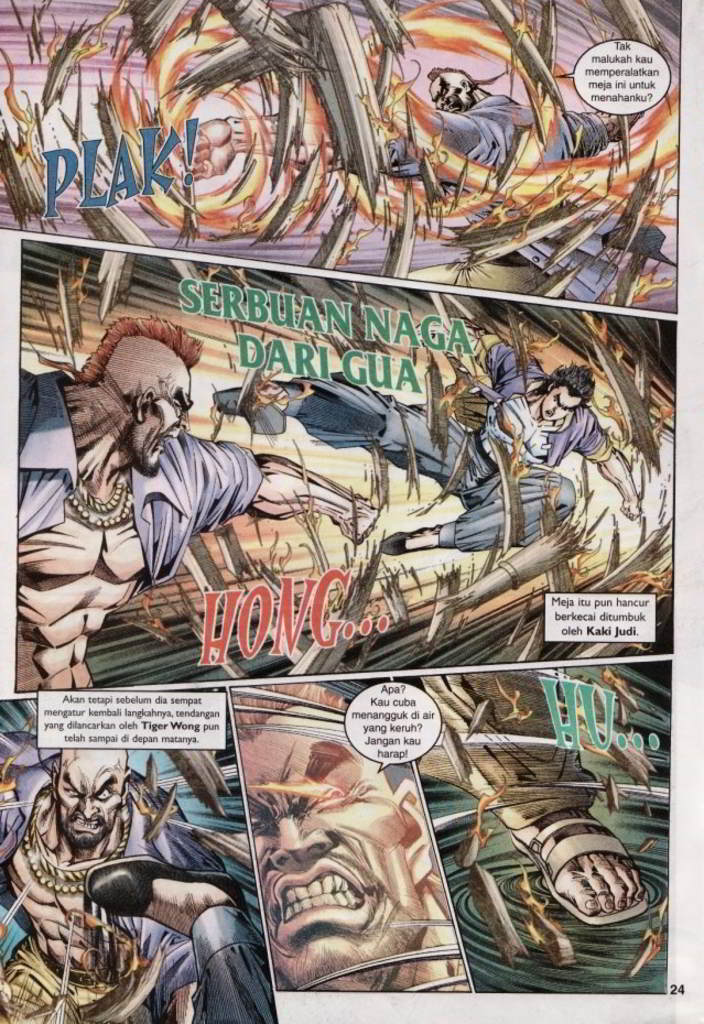 Tak
malukah kau
memperalatkan
meja ini untuk
menahanku?
PLAK!
SERBUAN NAGA
DARI GUA
HONG...
Meja itu pun hancur
berkecai ditumbuk
oleh Kaki Judi.
Akan tetapi sebelum dia sempat
mengatur kembali langkahnya, tendangan
yang dilancarkan oleh Tiger Wong pun
telah sampai di depan matanya.
Apa?
Kau cuba
menangguk di air
yang keruh?
Jangan kau
harap!
HU...
24